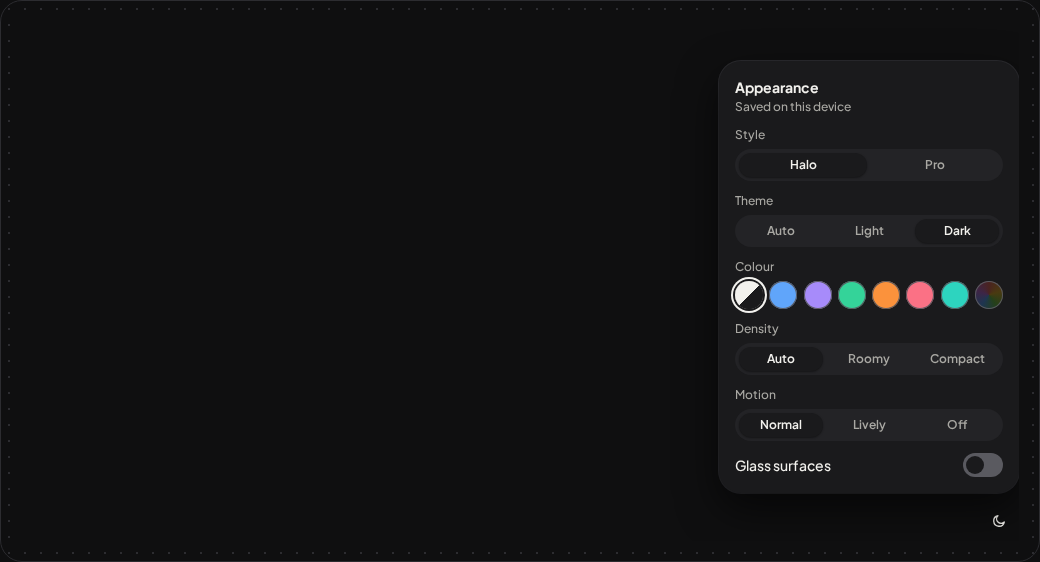 Appearance
Saved on this device
Style
Halo Pro
Theme
Auto Light Dark
Colour
Density
Auto Roomy Compact
Motion
Normal Lively Off
Glass surfaces